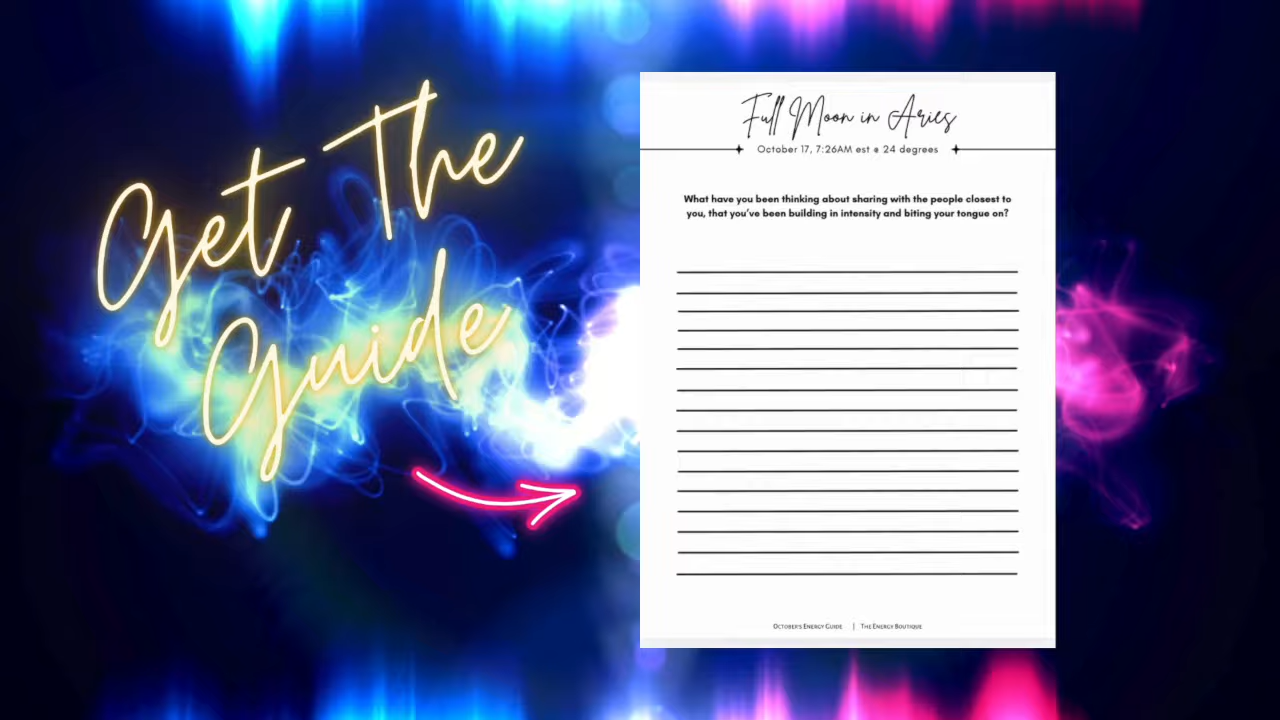 Get The
Guide
Full Moon in Aries
October 17, 7:26AM est @ 24 degrees
What have you been thinking about sharing with the people closest to
you, that you've been building in intensity and biting your tongue on?
October's Energy Guide | The Energy Boutique